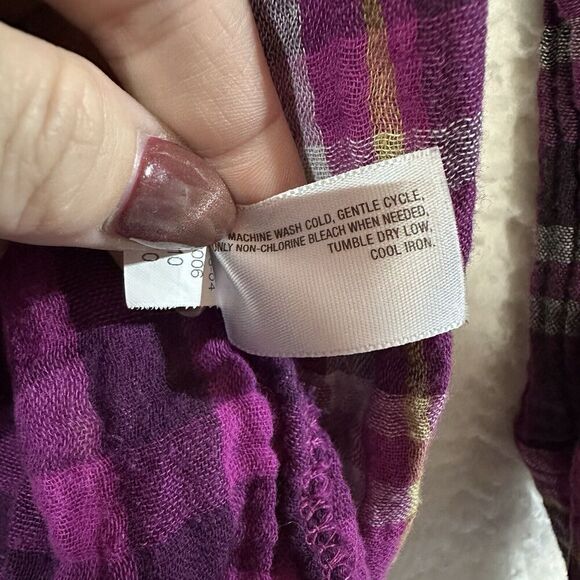 MACHINE WASH COLD, GENTLE CYCLE,
ONLY NON-CHLORINE BLEACH WHEN NEEDED,
TUMBLE DRY LOW,
COOL IRON.